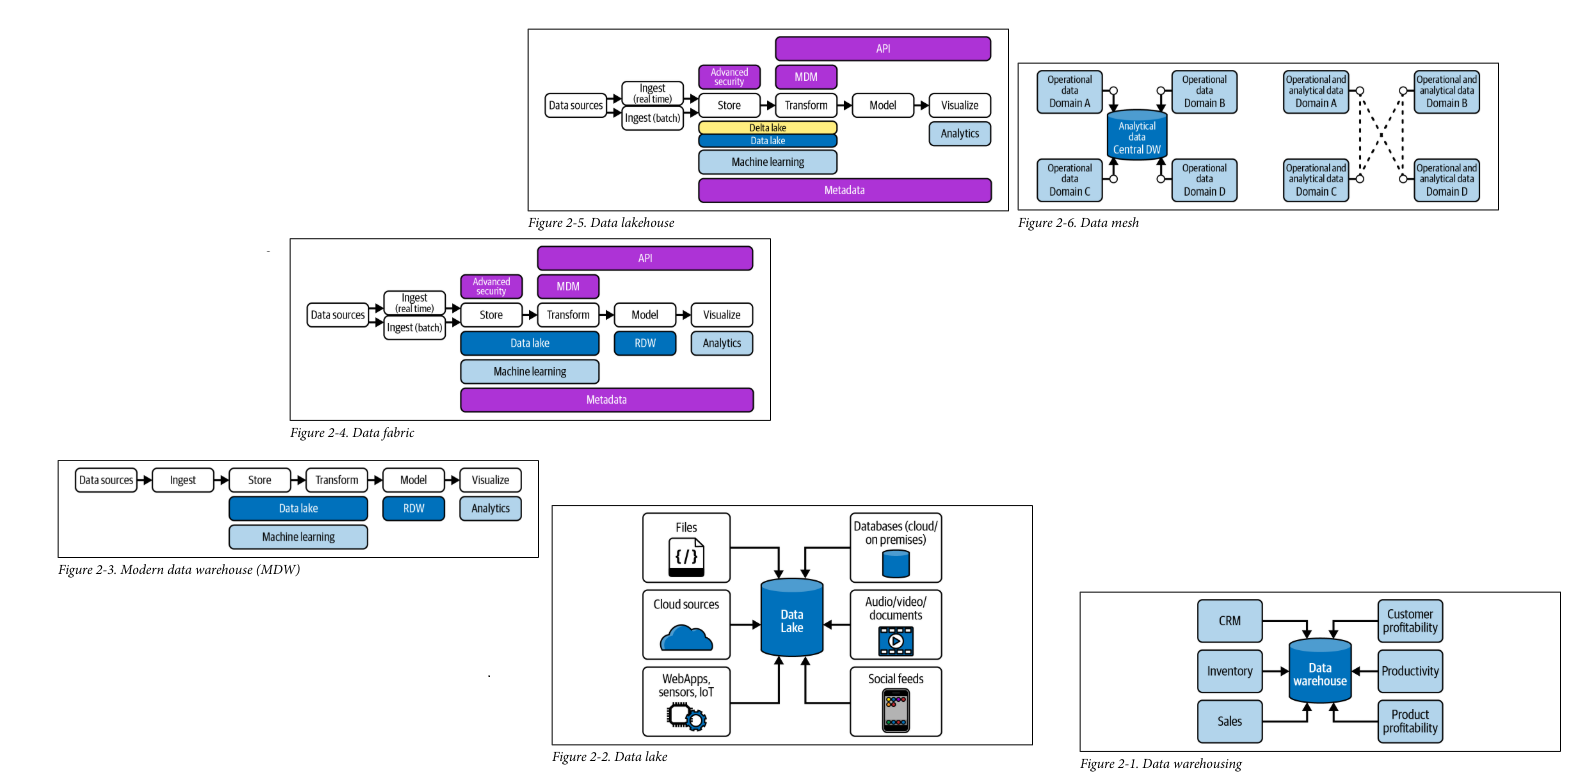 API
Advanced
security
MDM
Data sources
Ingest
(real time)
Ingest (batch)
Store
Transform
Model
Visualize
Delta lake
Data lake
Analytics
Machine learning
Metadata
Figure 2-5. Data lakehouse
Operational
data
Domain A
Operational
data
Domain B
Analytical
data
Central DW
Operational
data
Domain C
Operational
data
Domain D
Operational and
analytical data
Domain A
Operational and
analytical data
Domain B
Operational and
analytical data
Domain C
Operational and
analytical data
Domain D
Figure 2-6. Data mesh
API
Advanced
security
MDM
Data sources
Ingest
(real time)
Ingest (batch)
Store
Transform
Model
Visualize
Data lake
RDW
Analytics
Machine learning
Metadata
Figure 2-4. Data fabric
Data sources
Ingest
Store
Transform
Model
Visualize
Data lake
RDW
Analytics
Machine learning
Figure 2-3. Modern data warehouse (MDW)
Files
{/}
Databases (cloud/
on premises)
Cloud sources
Data
Lake
Audio/video/
documents
WebApps,
sensors, IoT
Social feeds
Figure 2-2. Data lake
CRM
Customer
profitability
Inventory
Data
warehouse
Productivity
Sales
Product
profitability
Figure 2-1. Data warehousing